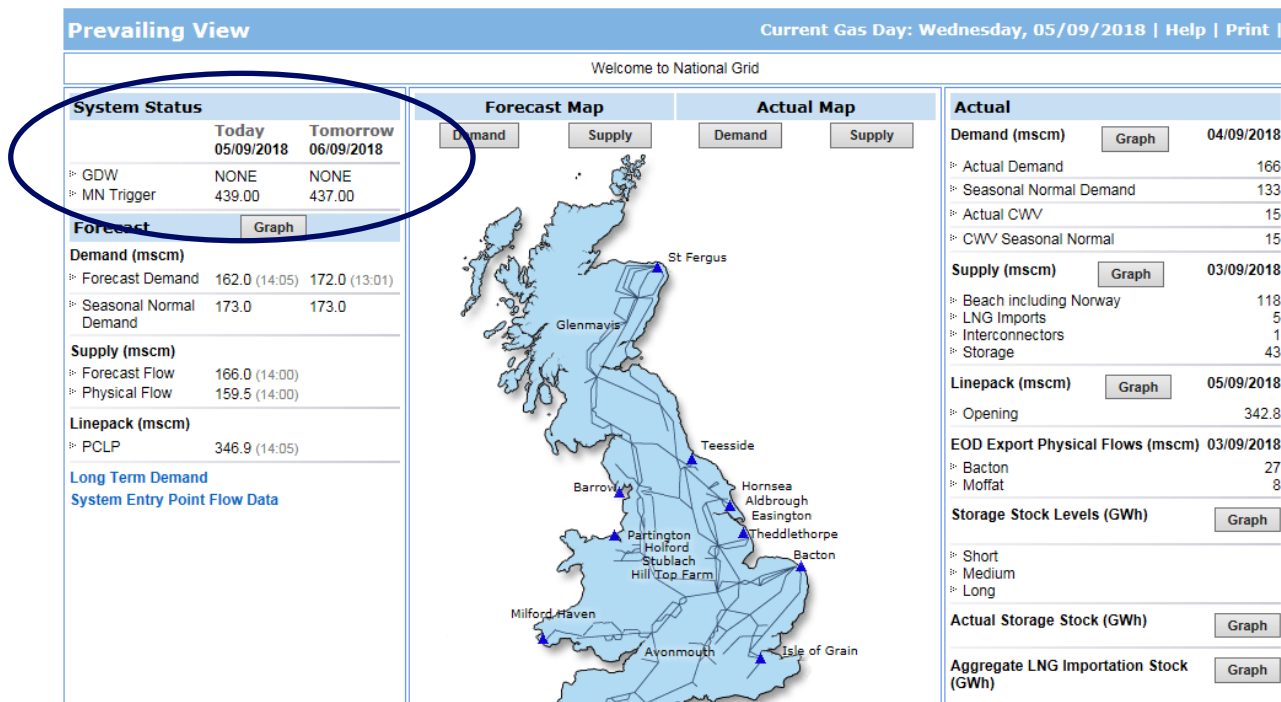 Prevailing View
Current Gas Day: Wednesday, 05/09/2018 | Help | Print |
Welcome to National Grid
System Status
Today Tomorrow
05/09/2018 06/09/2018
GDW NONE NONE
MN Trigger 439.00 437.00
Forecast Graph
Demand (mscm)
Forecast Demand 162.0 (14:05) 172.0 (13:01)
Seasonal Normal 173.0 173.0
Demand
Supply (mscm)
Forecast Flow 166.0 (14:00)
Physical Flow 159.5 (14:00)
Linepack (mscm)
PCLP 346.9 (14:05)
Long Term Demand
System Entry Point Flow Data
Forecast Map Actual Map
Demand Supply Demand Supply
St Fergus
Glenmavis
Teesside
Barrow
Hornsea
Aldbrough
Easington
Theddlethorpe
Partington
Holford
Stublach
Hill Top Farm
Bacton
Milford Haven
Avonmouth
Isle of Grain
Actual
Demand (mscm) Graph 04/09/2018
Actual Demand 166
Seasonal Normal Demand 133
Actual CWV 15
CWV Seasonal Normal 15
Supply (mscm) Graph 03/09/2018
Beach including Norway 118
LNG Imports 5
Interconnectors 1
Storage 43
Linepack (mscm) Graph 05/09/2018
Opening 342.8
EOD Export Physical Flows (mscm) 03/09/2018
Bacton 27
Moffat 8
Storage Stock Levels (GWh) Graph
Short
Medium
Long
Actual Storage Stock (GWh) Graph
Aggregate LNG Importation Stock Graph
(GWh)